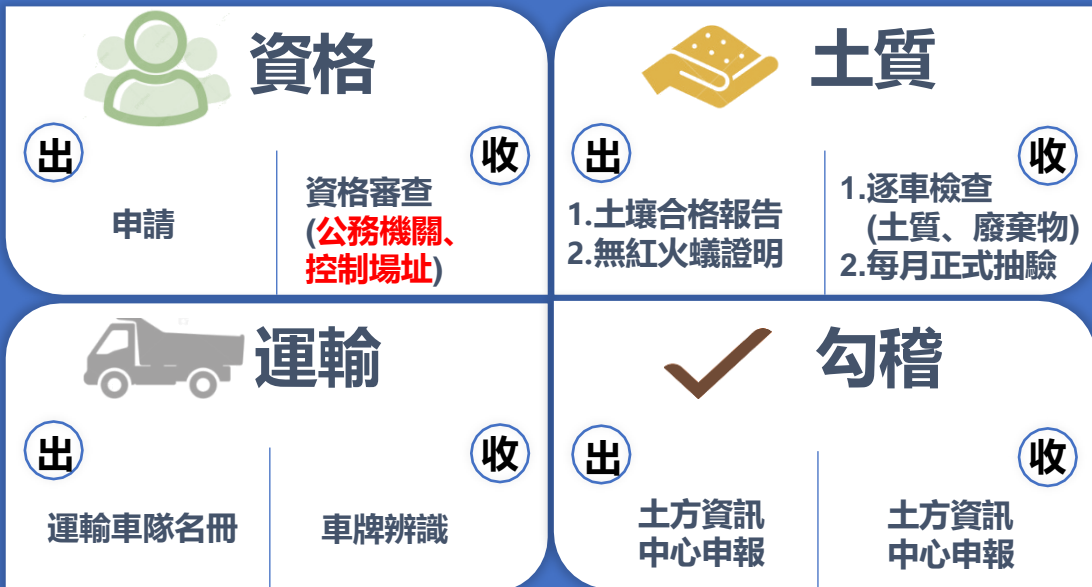 資格
出
收
申請
資格審查
(公務機關、
控制場址)
土質
出
收
1.土壤合格報告
2.無紅火蟻證明
1.逐車檢查
(土質、廢棄物)
2.每月正式抽驗
運輸
出
收
運輸車隊名冊
車牌辨識
勾稽
出
收
土方資訊
中心申報
土方資訊
中心申報